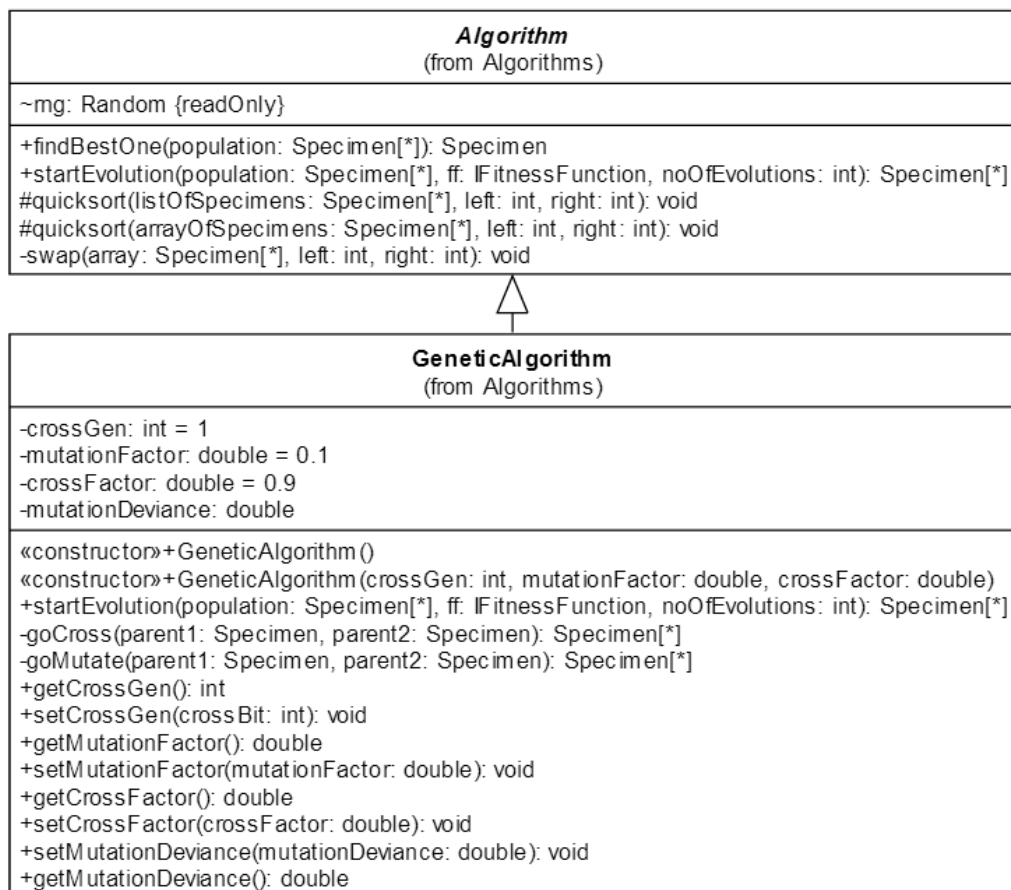 Algorithm
(from Algorithms)
~rng: Random {readOnly}
+findBestOne(population: Specimen[*]): Specimen
+startEvolution(population: Specimen[*], ff: IFitnessFunction, noOfEvolutions: int): Specimen[*]
#quicksort(listOfSpecimens: Specimen[*], left: int, right: int): void
#quicksort(arrayOfSpecimens: Specimen[*], left: int, right: int): void
-swap(array: Specimen[*], left: int, right: int): void
GeneticAlgorithm
(from Algorithms)
-crossGen: int = 1
-mutationFactor: double = 0.1
-crossFactor: double = 0.9
-mutationDeviance: double
«constructor»+GeneticAlgorithm()
«constructor»+GeneticAlgorithm(crossGen: int, mutationFactor: double, crossFactor: double)
+startEvolution(population: Specimen[*], ff: IFitnessFunction, noOfEvolutions: int): Specimen[*]
-goCross(parent1: Specimen, parent2: Specimen): Specimen[*]
-goMutate(parent1: Specimen, parent2: Specimen): Specimen[*]
+getCrossGen(): int
+setCrossGen(crossBit: int): void
+getMutationFactor(): double
+setMutationFactor(mutationFactor: double): void
+getCrossFactor(): double
+setCrossFactor(crossFactor: double): void
+setMutationDeviance(mutationDeviance: double): void
+getMutationDeviance(): double